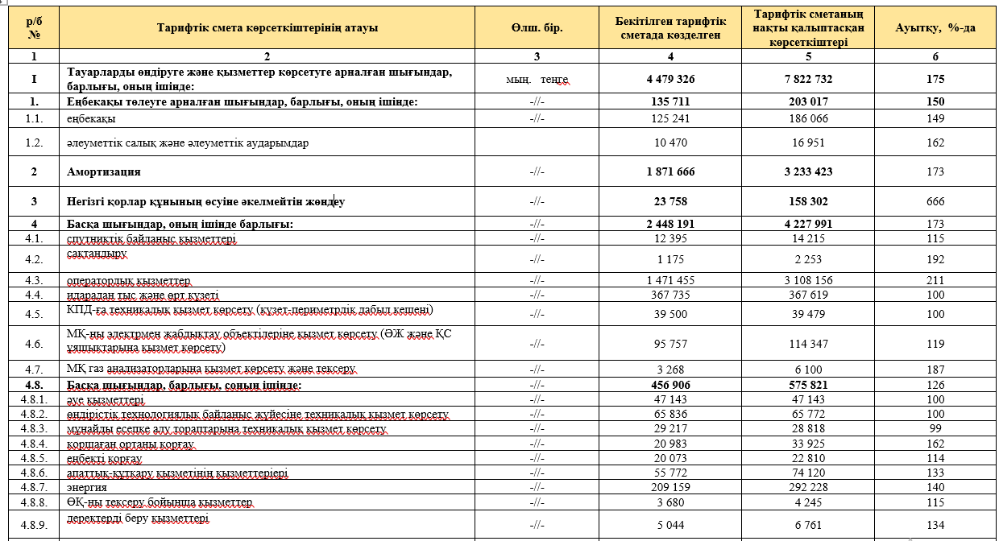 р/б № Тарифтік смета көрсеткіштерінің атауы Өлш. бір. Бекітілген тарифтік сметада көзделген Тарифтік сметаның нақты қалыптасқан көрсеткіштері Ауытқу, %-да
1 2 3 4 5 6
I Тауарларды өндіруге және қызметтер көрсетуге арналған шығындар, барлығы, оның ішінде: мың. теңге 4 479 326 7 822 732 175
1. Еңбекақы төлеуге арналған шығындар, барлығы, оның ішінде: -//- 135 711 203 017 150
1.1. еңбекақы -//- 125 241 186 066 149
1.2. әлеуметтік салық және әлеуметтік аударымдар 10 470 16 951 162
2 Амортизация -//- 1 871 666 3 233 423 173
3 Негізгі қорлар құнының өсуіне әкелмейтін жөндеу -//- 23 758 158 302 666
4 Басқа шығындар, оның ішінде барлығы: -//- 2 448 191 4 227 991 173
4.1. спутниктік байланыс қызметтері -//- 12 395 14 215 115
4.2. сақтандыру -//- 1 175 2 253 192
4.3. операторлық қызметтер -//- 1 471 455 3 108 156 211
4.4. идарадан тыс және өрт күзеті -//- 367 735 367 619 100
4.5. КПД-ға техникалық қызмет көрсету (күзет-периметрлік дабыл кешені) -//- 39 500 39 479 100
4.6. МҚ-ны электрмен жабдықтау объектілеріне қызмет көрсету (ӘЖ және ҚС ұяшықтарына қызмет көрсету) -//- 95 757 114 347 119
4.7. МҚ газ анализаторларына қызмет көрсету және тексеру -//- 3 268 6 100 187
4.8. Басқа шығындар, барлығы, соның ішінде: -//- 456 906 575 821 126
4.8.1. әуе қызметтері -//- 47 143 47 143 100
4.8.2. өндірістік технологиялық байланыс жүйесіне техникалық қызмет көрсету -//- 65 836 65 772 100
4.8.3. мұнайды есепке алу тораптарына техникалық қызмет көрсету -//- 29 217 28 818 99
4.8.4. қоршаған ортаны қорғау -//- 20 983 33 925 162
4.8.5. еңбекті қорғау -//- 20 073 22 810 114
4.8.6. апаттық-құтқару қызметінің қызметтеріері -//- 55 772 74 120 133
4.8.7. энергия -//- 209 159 292 228 140
4.8.8. ӨҚ-ны тексеру бойынша қызметтер -//- 3 680 4 245 115
4.8.9. деректерді беру қызметтері -//- 5 044 6 761 134